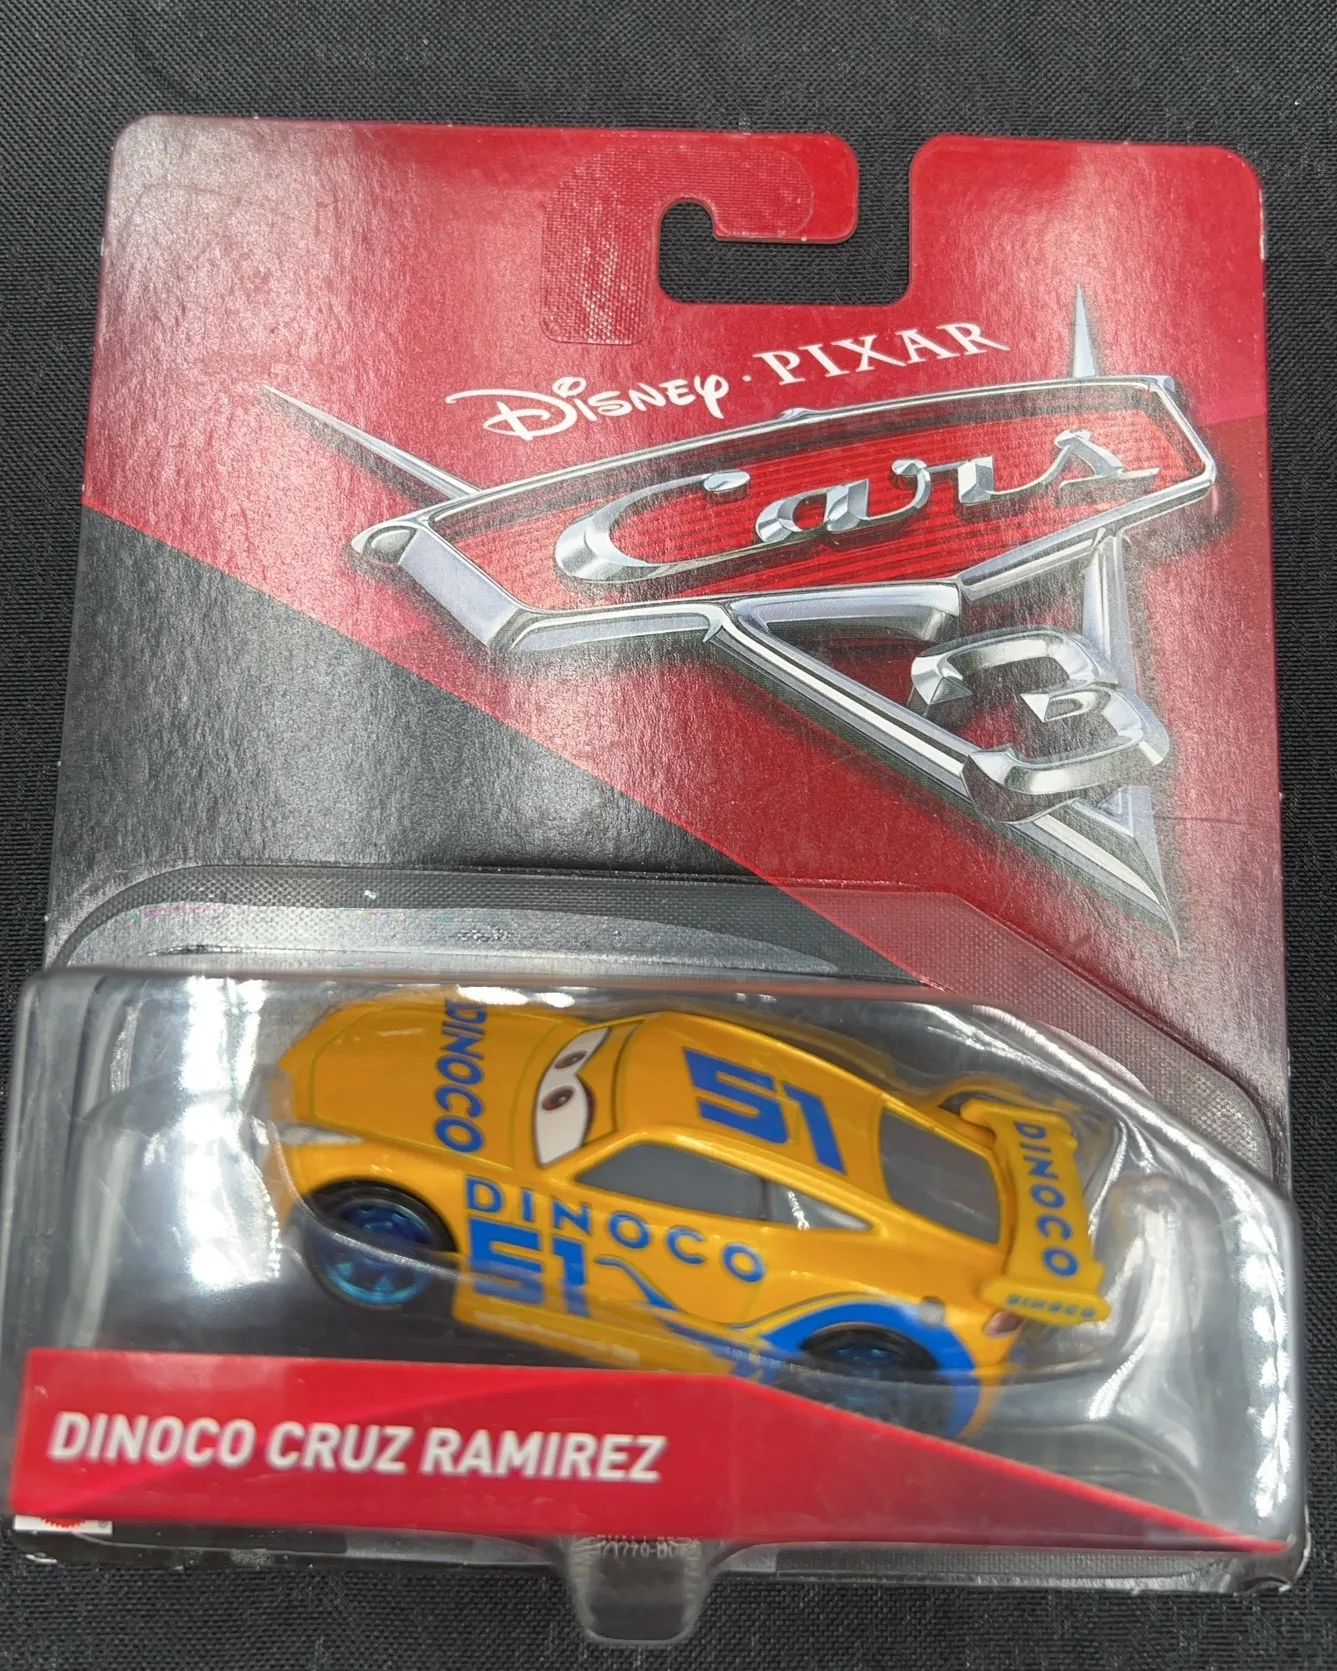 DISNEY · PIXAR
Cars
3
DINOCO
51
DINOCO
DINOCO
51
DINOCO
DINOCO CRUZ RAMIREZ